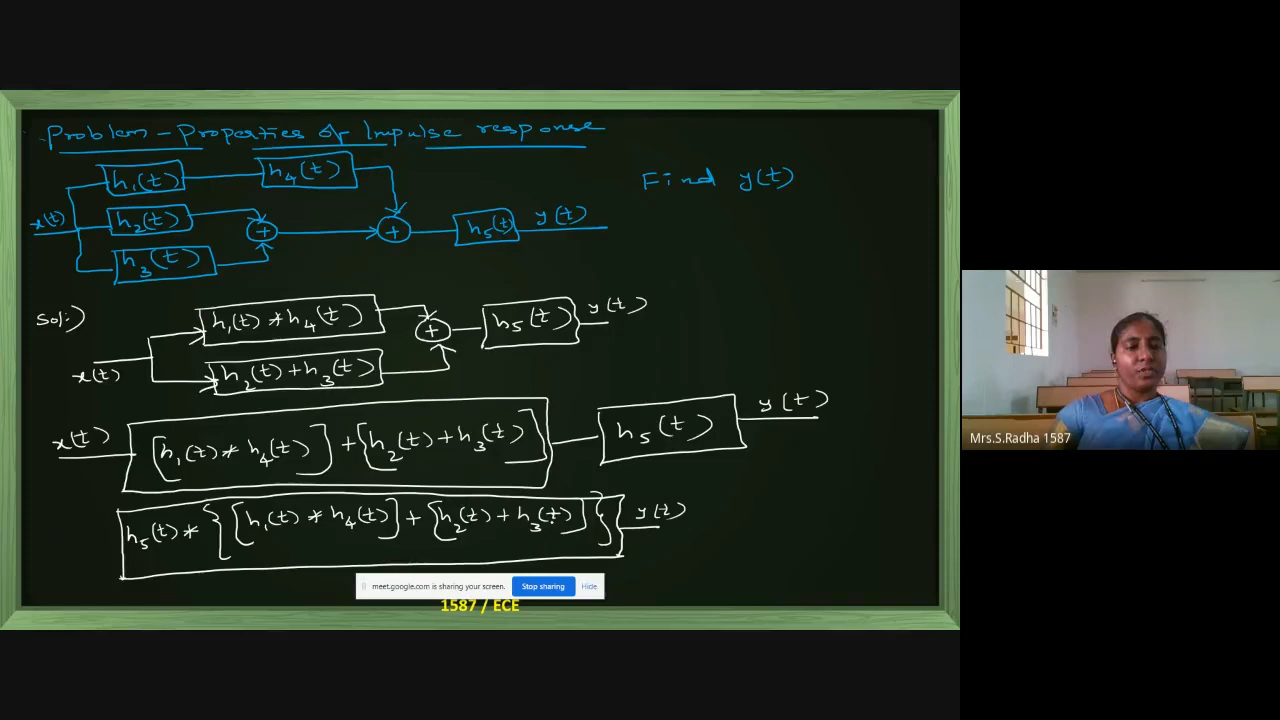 Problem - Properties of Impulse response
h₁(t) h₄(t)
Find y(t)
x(t) h₂(t) + + h₅(t) y(t)
h₃(t)
Sol:)
h₁(t) * h₄(t) + h₅(t) y(t)
x(t) h₂(t) + h₃(t)
x(t) [h₁(t) * h₄(t)] + [h₂(t) + h₃(t)] h₅(t) y(t)
h₅(t) * {[h₁(t) * h₄(t)] + [h₂(t) + h₃(t)]} y(t)
meet.google.com is sharing your screen. Stop sharing Hide
1587 / ECE
Mrs.S.Radha 1587